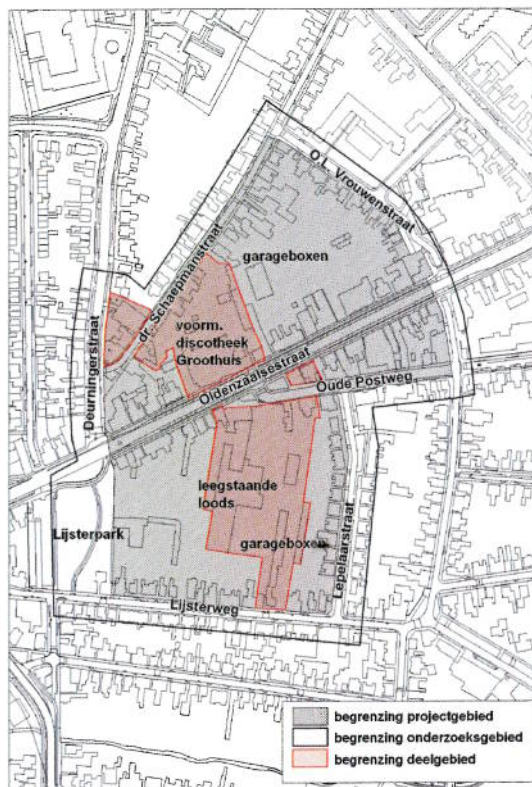 O.L. Vrouwenstraat
garageboxen
dr. Schaepmanstraat
voorm.
discotheek
Groothuis
Deurningerstraat
Oldenzaalsestraat
Oude Postweg
leegstaande
loods
Lijsterpark
garageboxen
Lepelaarstraat
Lijsterweg
begrenzing projectgebied
begrenzing onderzoeksgebied
begrenzing deelgebied